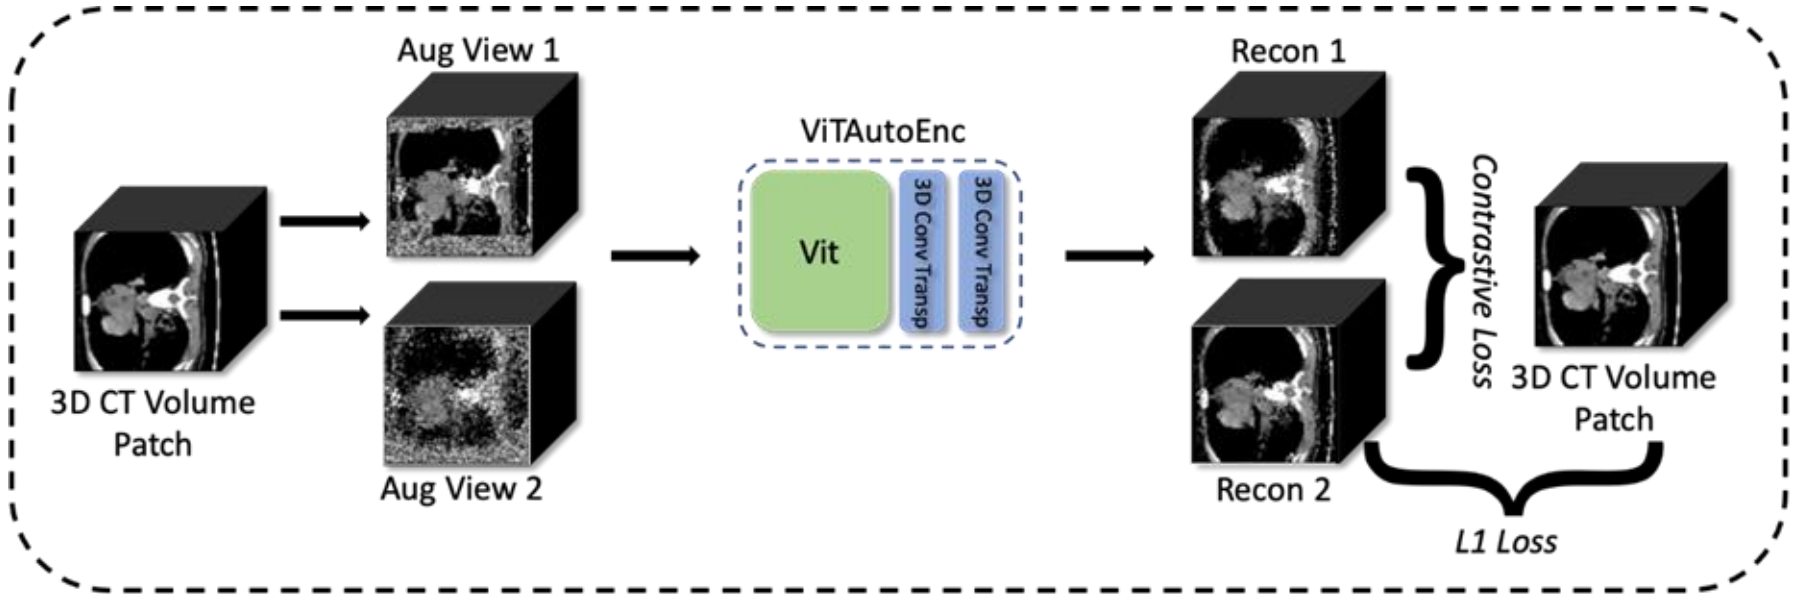 Aug View 1
Recon 1
ViTAutoEnc
Vit
3D Conv Transp
3D Conv Transp
Contrastive Loss
3D CT Volume
Patch
3D CT Volume
Patch
Aug View 2
Recon 2
L1 Loss